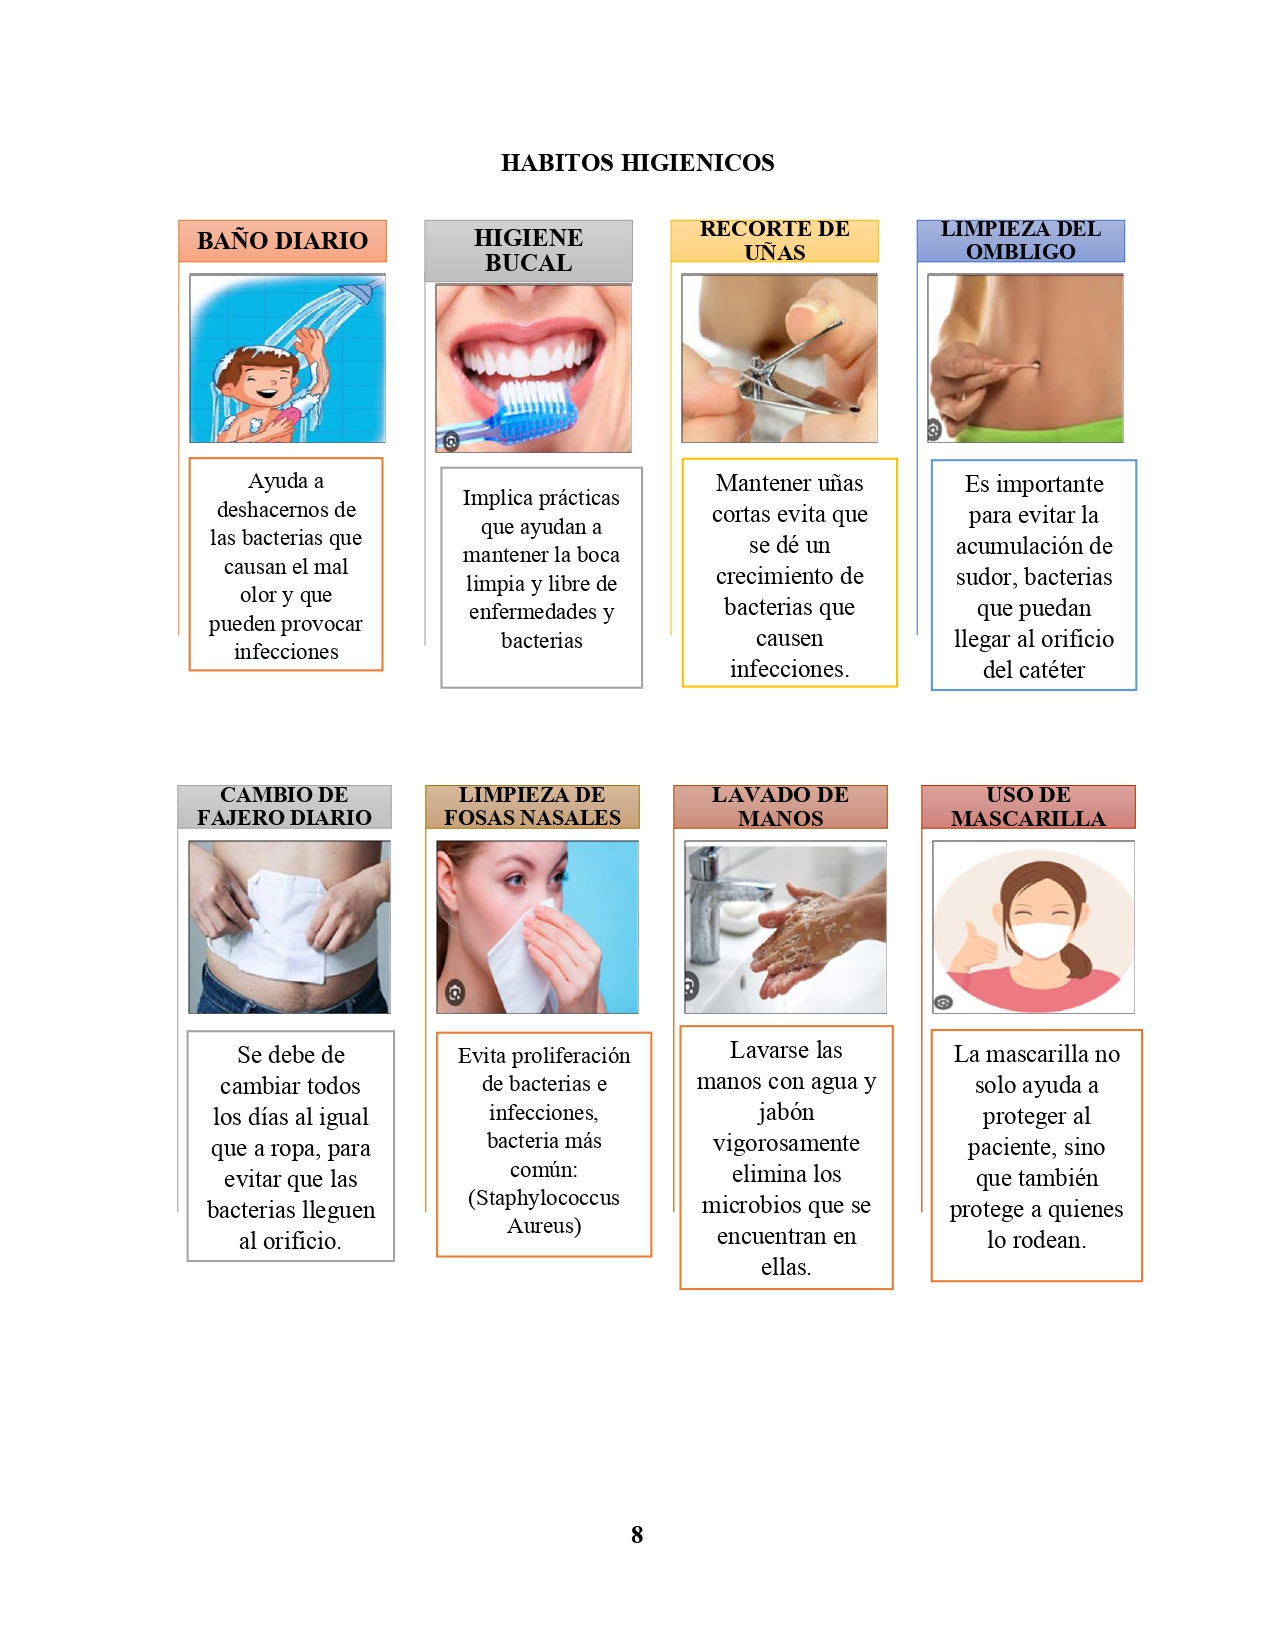 HABITOS HIGIENICOS
BAÑO DIARIO
Ayuda a
deshacernos de
las bacterias que
causan el mal
olor y que
pueden provocar
infecciones
HIGIENE
BUCAL
Implica prácticas
que ayudan a
mantener la boca
limpia y libre de
enfermedades y
bacterias
RECORTE DE
UÑAS
Mantener uñas
cortas evita que
se dé un
crecimiento de
bacterias que
causen
infecciones.
LIMPIEZA DEL
OMBLIGO
Es importante
para evitar la
acumulación de
sudor, bacterias
que puedan
llegar al orificio
del catéter
CAMBIO DE
FAJERO DIARIO
Se debe de
cambiar todos
los días al igual
que a ropa, para
evitar que las
bacterias lleguen
al orificio.
LIMPIEZA DE
FOSAS NASALES
Evita proliferación
de bacterias e
infecciones,
bacteria más
común:
(Staphylococcus
Aureus)
LAVADO DE
MANOS
Lavarse las
manos con agua y
jabón
vigorosamente
elimina los
microbios que se
encuentran en
ellas.
USO DE
MASCARILLA
La mascarilla no
solo ayuda a
proteger al
paciente, sino
que también
protege a quienes
lo rodean.
8